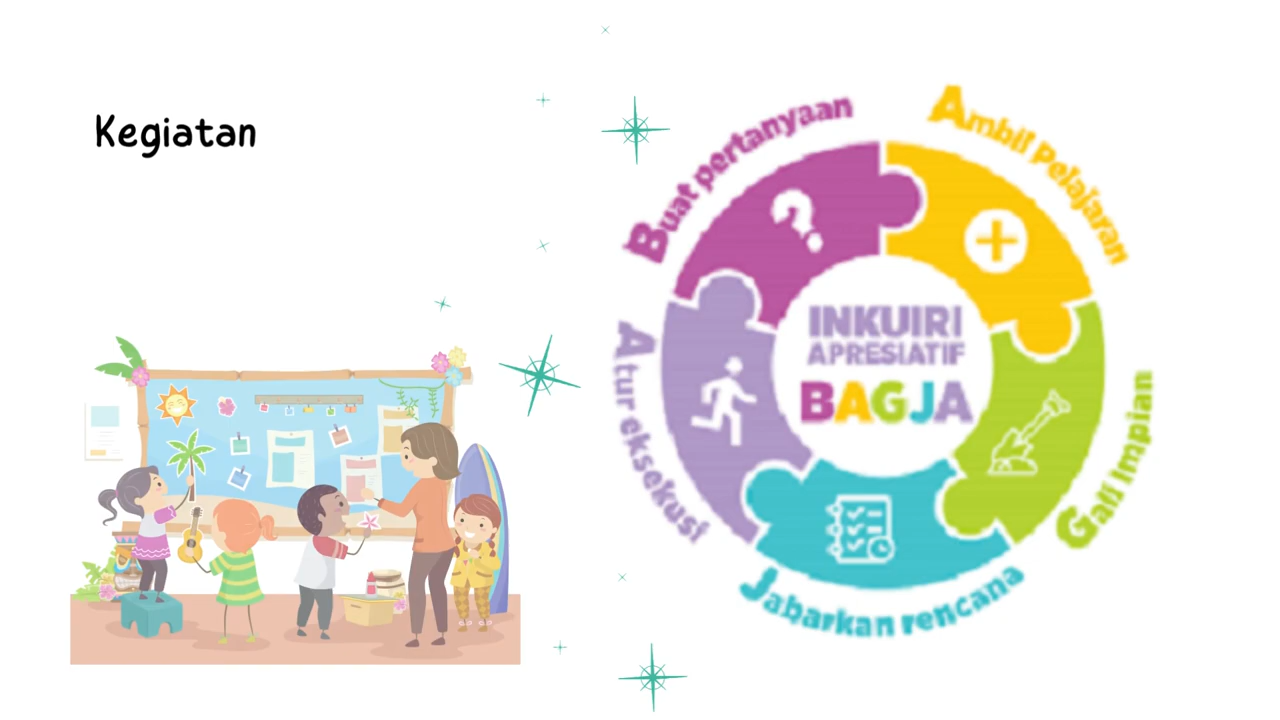 Kegiatan
Buat pertanyaan
Ambil Pelajaran
Gali Impian
Jabarkan rencana
Atur eksekusi
INKUIRI
APRESIATIF
BAGJA